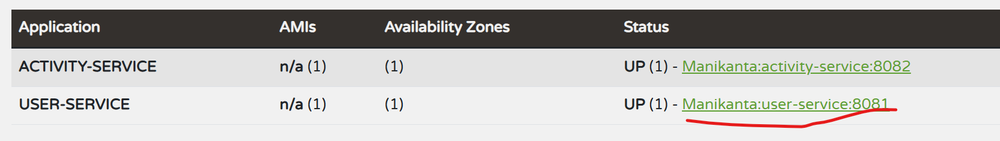 Application AMIs Availability Zones Status
ACTIVITY-SERVICE n/a (1) (1) UP (1) - Manikanta:activity-service:8082
USER-SERVICE n/a (1) (1) UP (1) - Manikanta:user-service:8081